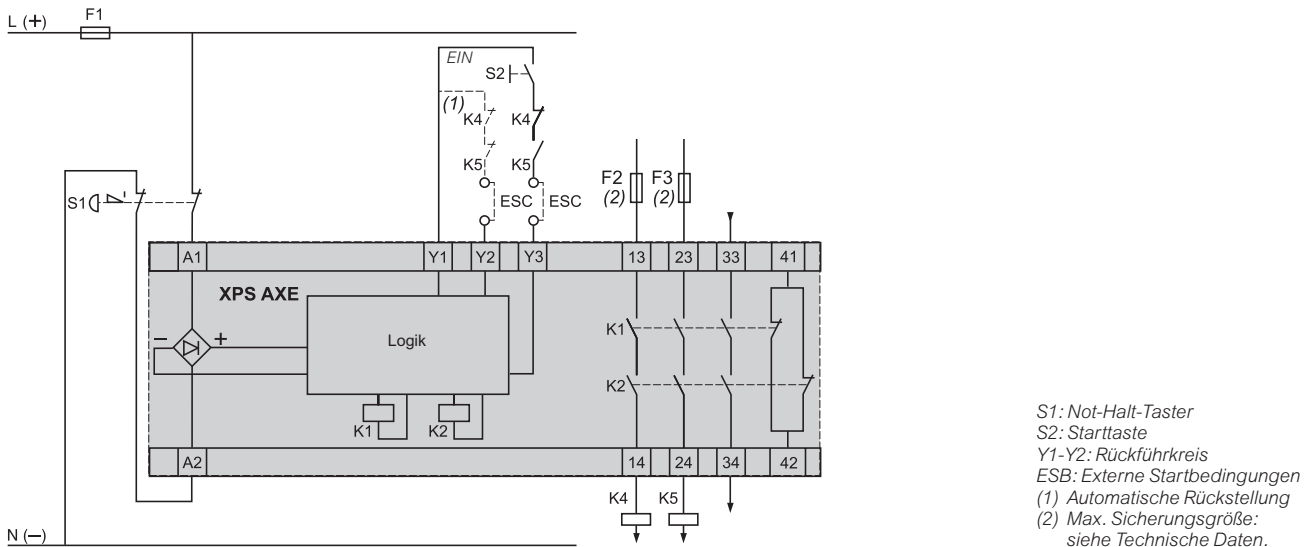 F1
L (+)
EIN
S2
(1)
K4
K4
K5
K5
F2
F3
(2)
(2)
S1
ESC
ESC
A1
Y1
Y2
Y3
13
23
33
41
XPS AXE
–
+
Logik
K1
K2
K1
K2
A2
14
24
34
42
K4
K5
N (–)
S1: Not-Halt-Taster
S2: Starttaste
Y1-Y2: Rückführkreis
ESB: Externe Startbedingungen
(1) Automatische Rückstellung
(2) Max. Sicherungsgröße:
siehe Technische Daten.